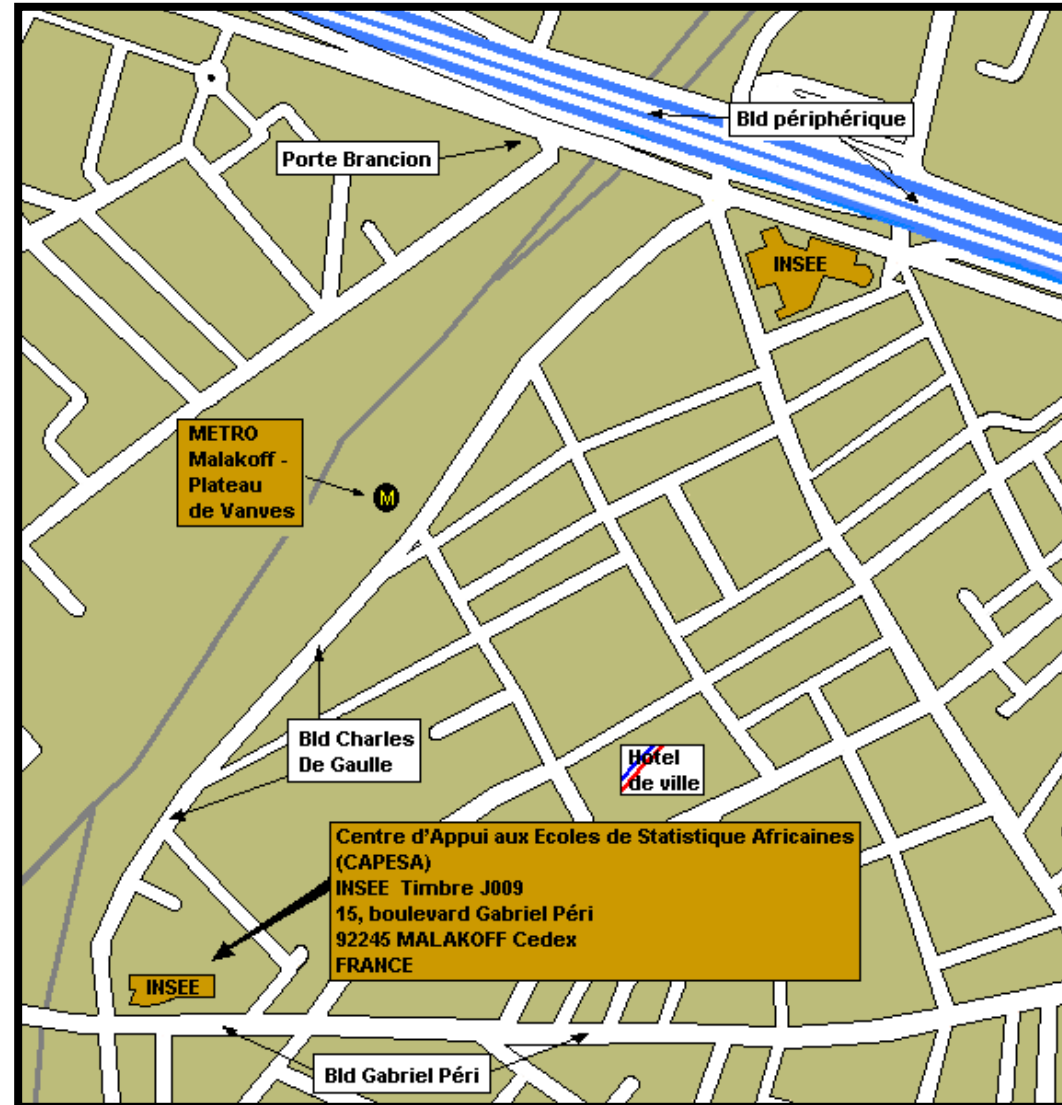 Bld périphérique
Porte Brancion
INSEE
METRO
Malakoff -
Plateau
de Vanves
M
Bld Charles
De Gaulle
Hotel
de ville
Centre d'Appui aux Ecoles de Statistique Africaines
(CAPESA)
INSEE Timbre J009
15, boulevard Gabriel Péri
92245 MALAKOFF Cedex
FRANCE
INSEE
Bld Gabriel Péri